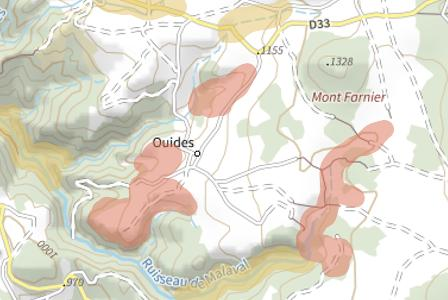 D33
.1155
.1328
Mont Farnier
Ouides
1000
.970
Ruisseau de Malaval